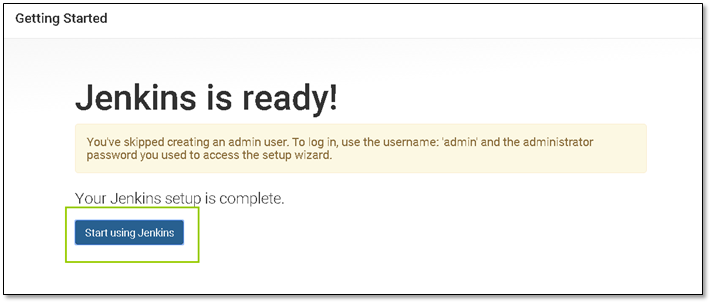 Getting Started
Jenkins is ready!
You've skipped creating an admin user. To log in, use the username: 'admin' and the administrator
password you used to access the setup wizard.
Your Jenkins setup is complete.
Start using Jenkins